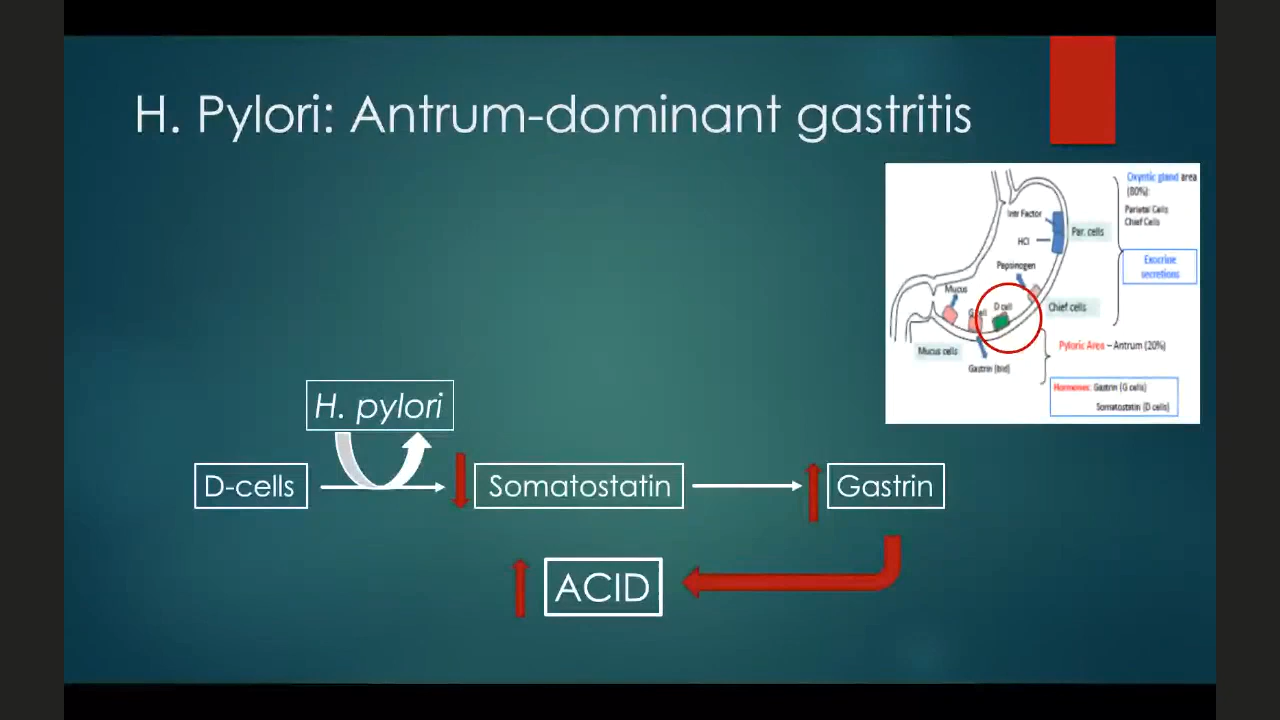 H. Pylori: Antrum-dominant gastritis
Oxyntic gland area
(80%):
Parietal Cells
Chief Cells
Intr Factor
Par. cells
HCl
Exocrine
secretions
Pepsinogen
Mucus
D cell
Chief cells
Pyloric Area – Antrum (20%)
Mucus cells
Gastrin (bld)
Hormones: Gastrin (G cells)
Somatostatin (D cells)
H. pylori
D-cells
Somatostatin
Gastrin
ACID